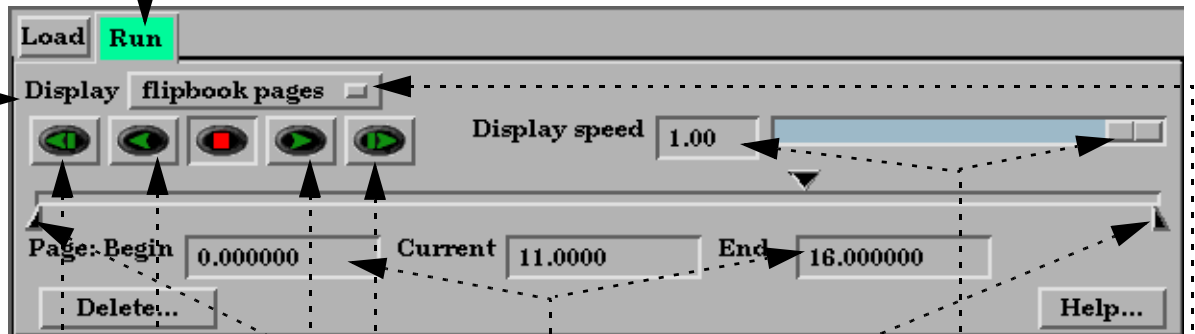 Load Run
Display flipbook pages
Display speed 1.00
Page: Begin 0.000000 Current 11.0000 End 16.000000
Delete... Help...